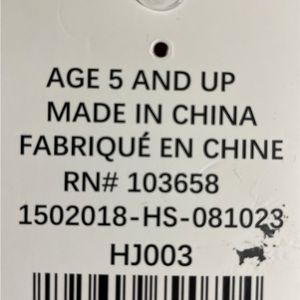 AGE 5 AND UP
MADE IN CHINA
FABRIQUÉ EN CHINE
RN# 103658
1502018-HS-081023
HJ003